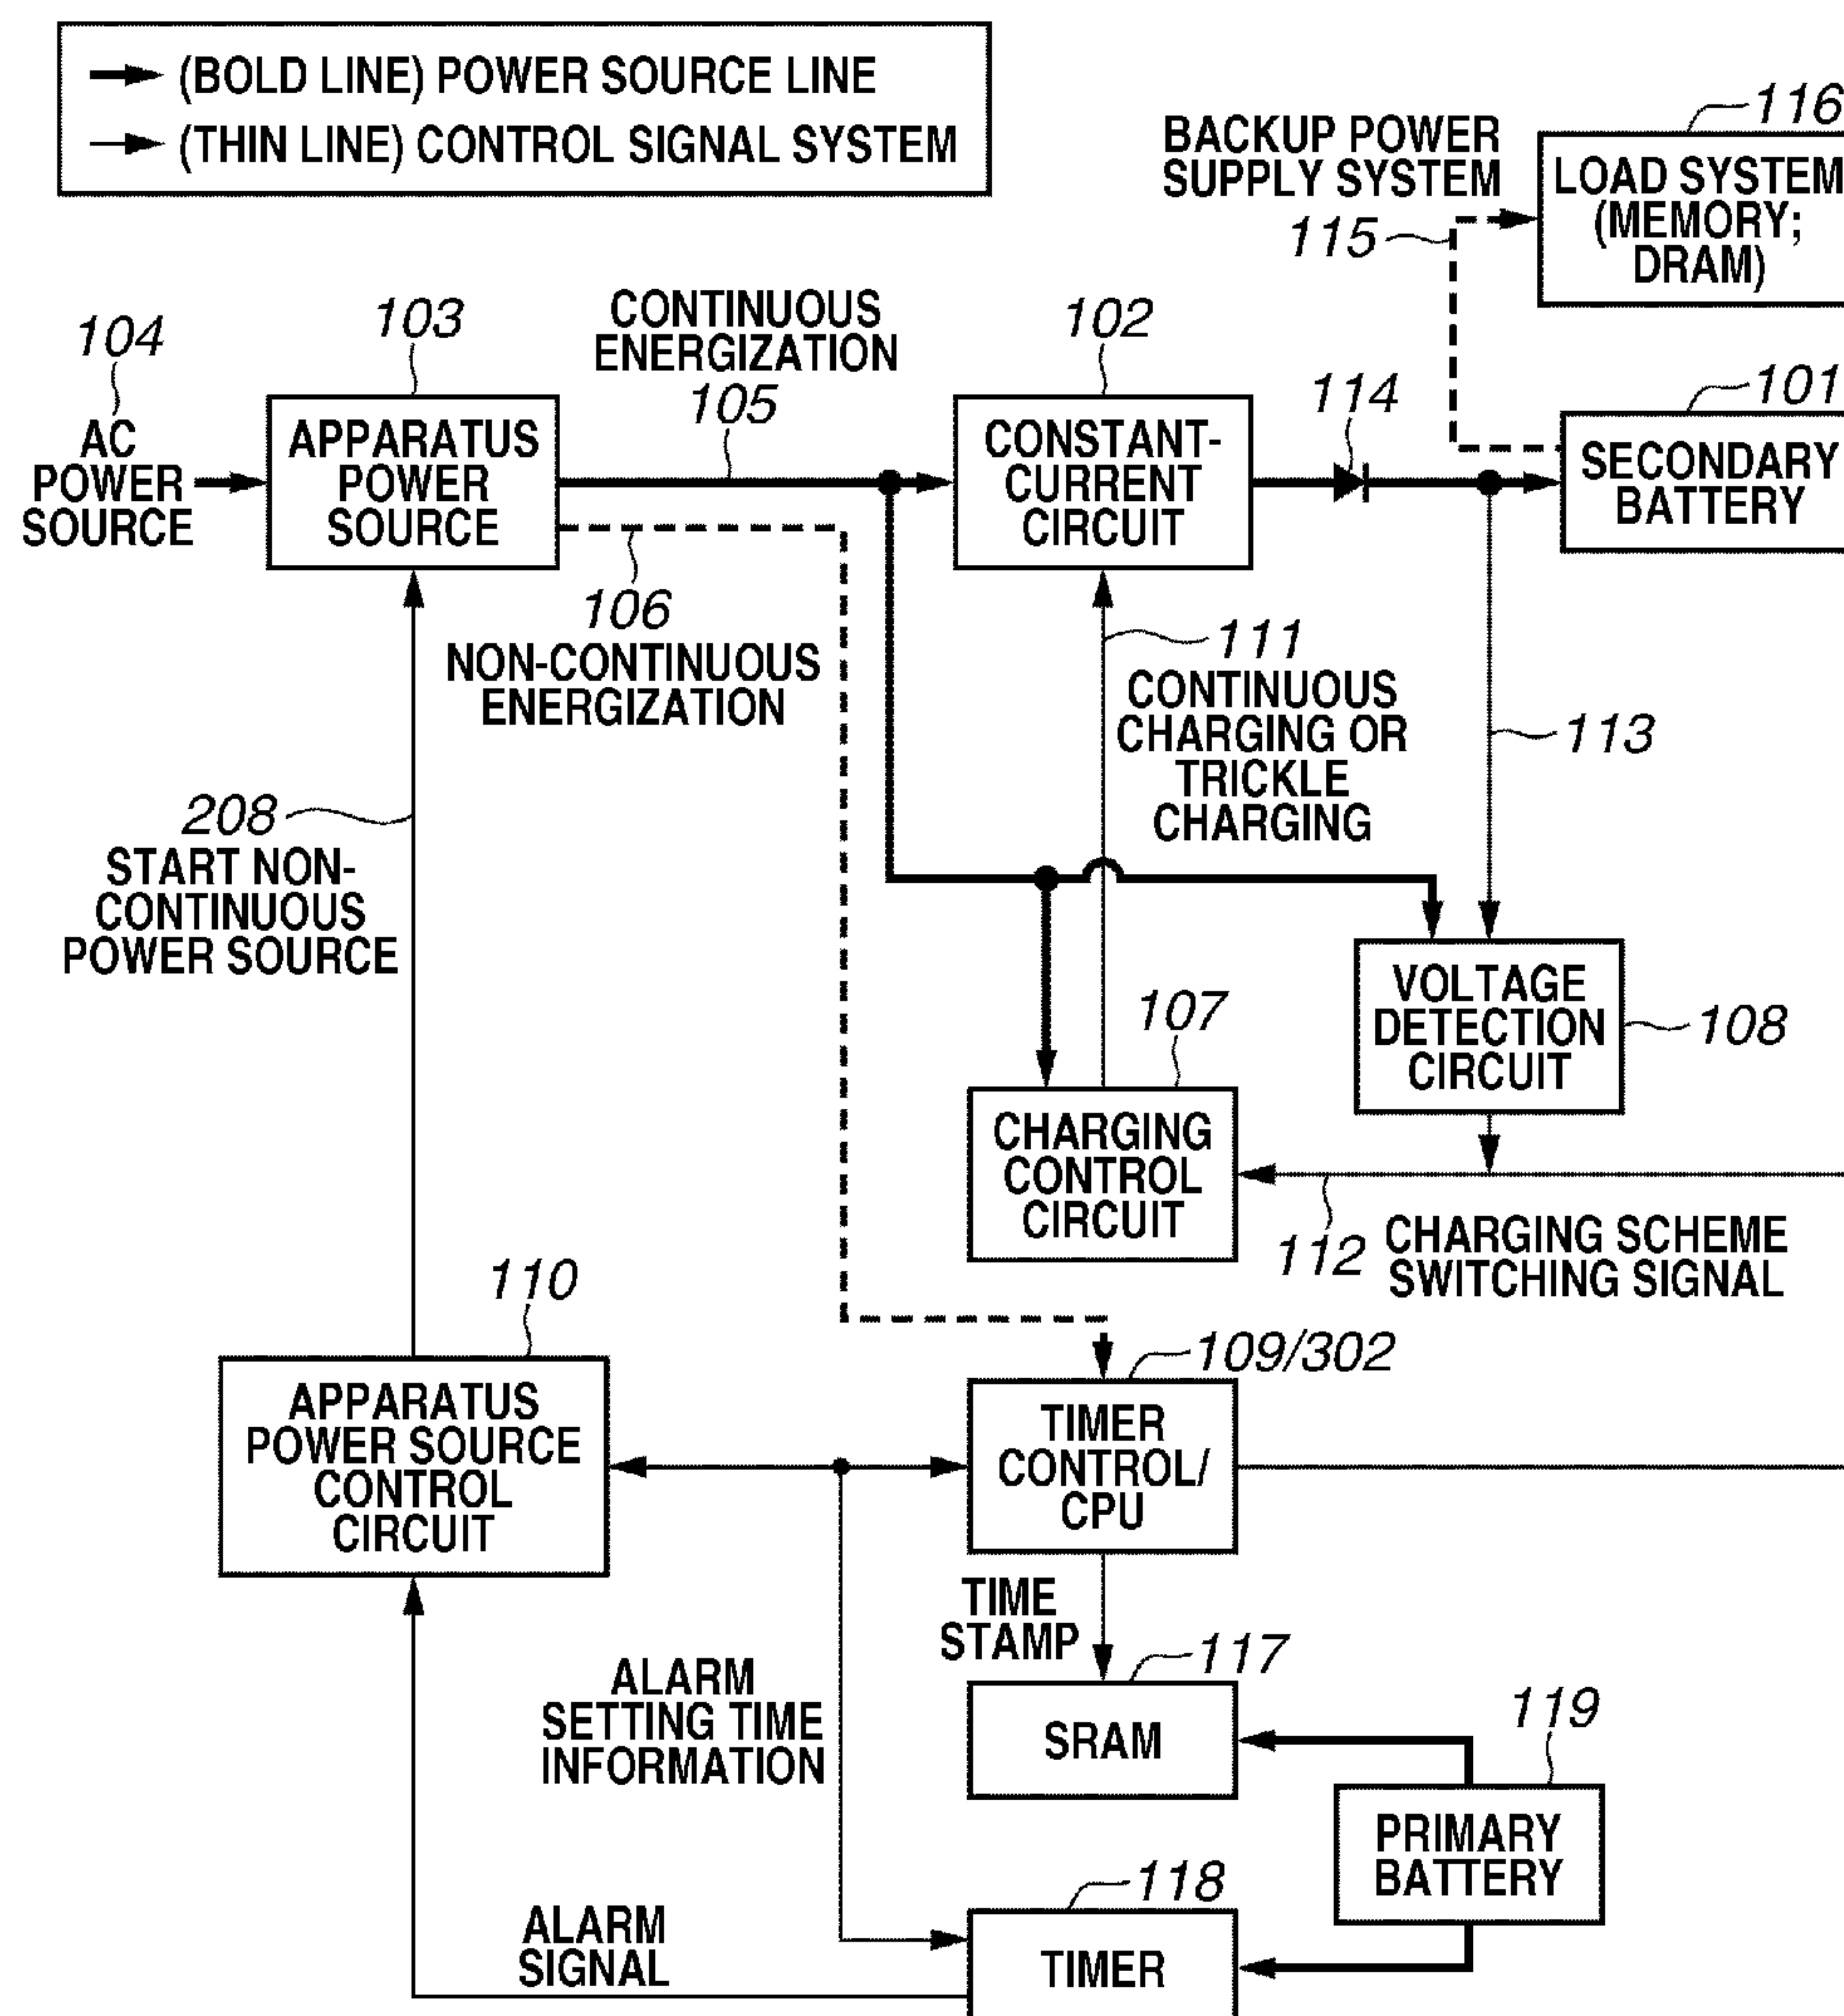 (BOLD LINE) POWER SOURCE LINE
(THIN LINE) CONTROL SIGNAL SYSTEM
116
BACKUP POWER
SUPPLY SYSTEM
115
LOAD SYSTEM
(MEMORY;
DRAM)
104
AC
POWER
SOURCE
103
APPARATUS
POWER
SOURCE
CONTINUOUS
ENERGIZATION
105
102
CONSTANT-
CURRENT
CIRCUIT
114
101
SECONDARY
BATTERY
106
NON-CONTINUOUS
ENERGIZATION
111
CONTINUOUS
CHARGING OR
TRICKLE
CHARGING
113
208
START NON-
CONTINUOUS
POWER SOURCE
107
CHARGING
CONTROL
CIRCUIT
VOLTAGE
DETECTION
CIRCUIT
108
112
CHARGING SCHEME
SWITCHING SIGNAL
110
APPARATUS
POWER SOURCE
CONTROL
CIRCUIT
109/302
TIMER
CONTROL/
CPU
TIME
STAMP
117
SRAM
ALARM
SETTING TIME
INFORMATION
119
PRIMARY
BATTERY
118
TIMER
ALARM
SIGNAL